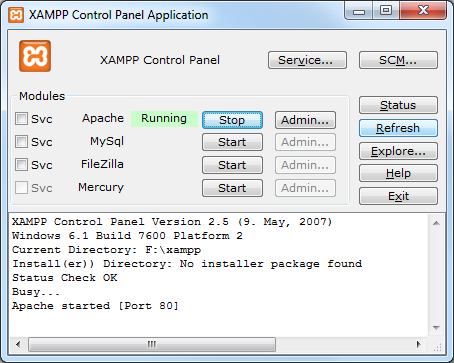 XAMPP Control Panel Application
XAMPP Control Panel
Service...
SCM...
Modules
Svc Apache Running Stop Admin...
Svc MySql Start Admin...
Svc FileZilla Start Admin...
Svc Mercury Start Admin...
Status
Refresh
Explore...
Help
Exit
XAMPP Control Panel Version 2.5 (9. May, 2007)
Windows 6.1 Build 7600 Platform 2
Current Directory: F:\xampp
Install(er)) Directory: No installer package found
Status Check OK
Busy...
Apache started [Port 80]